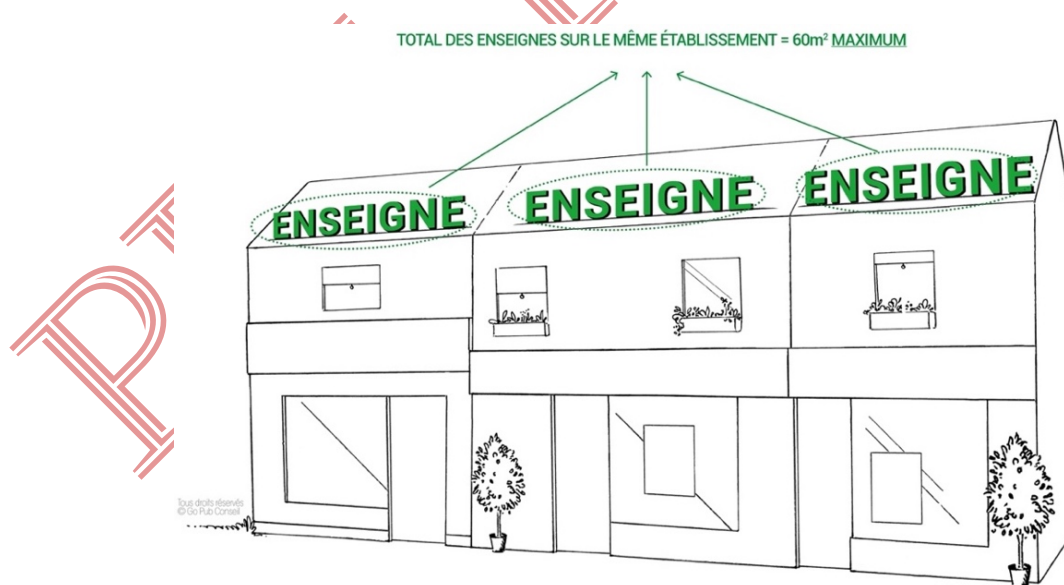 TOTAL DES ENSEIGNES SUR LE MÊME ÉTABLISSEMENT = 60m² MAXIMUM
ENSEIGNE ENSEIGNE ENSEIGNE
Tous droits réservés
© Go Pub Conseil